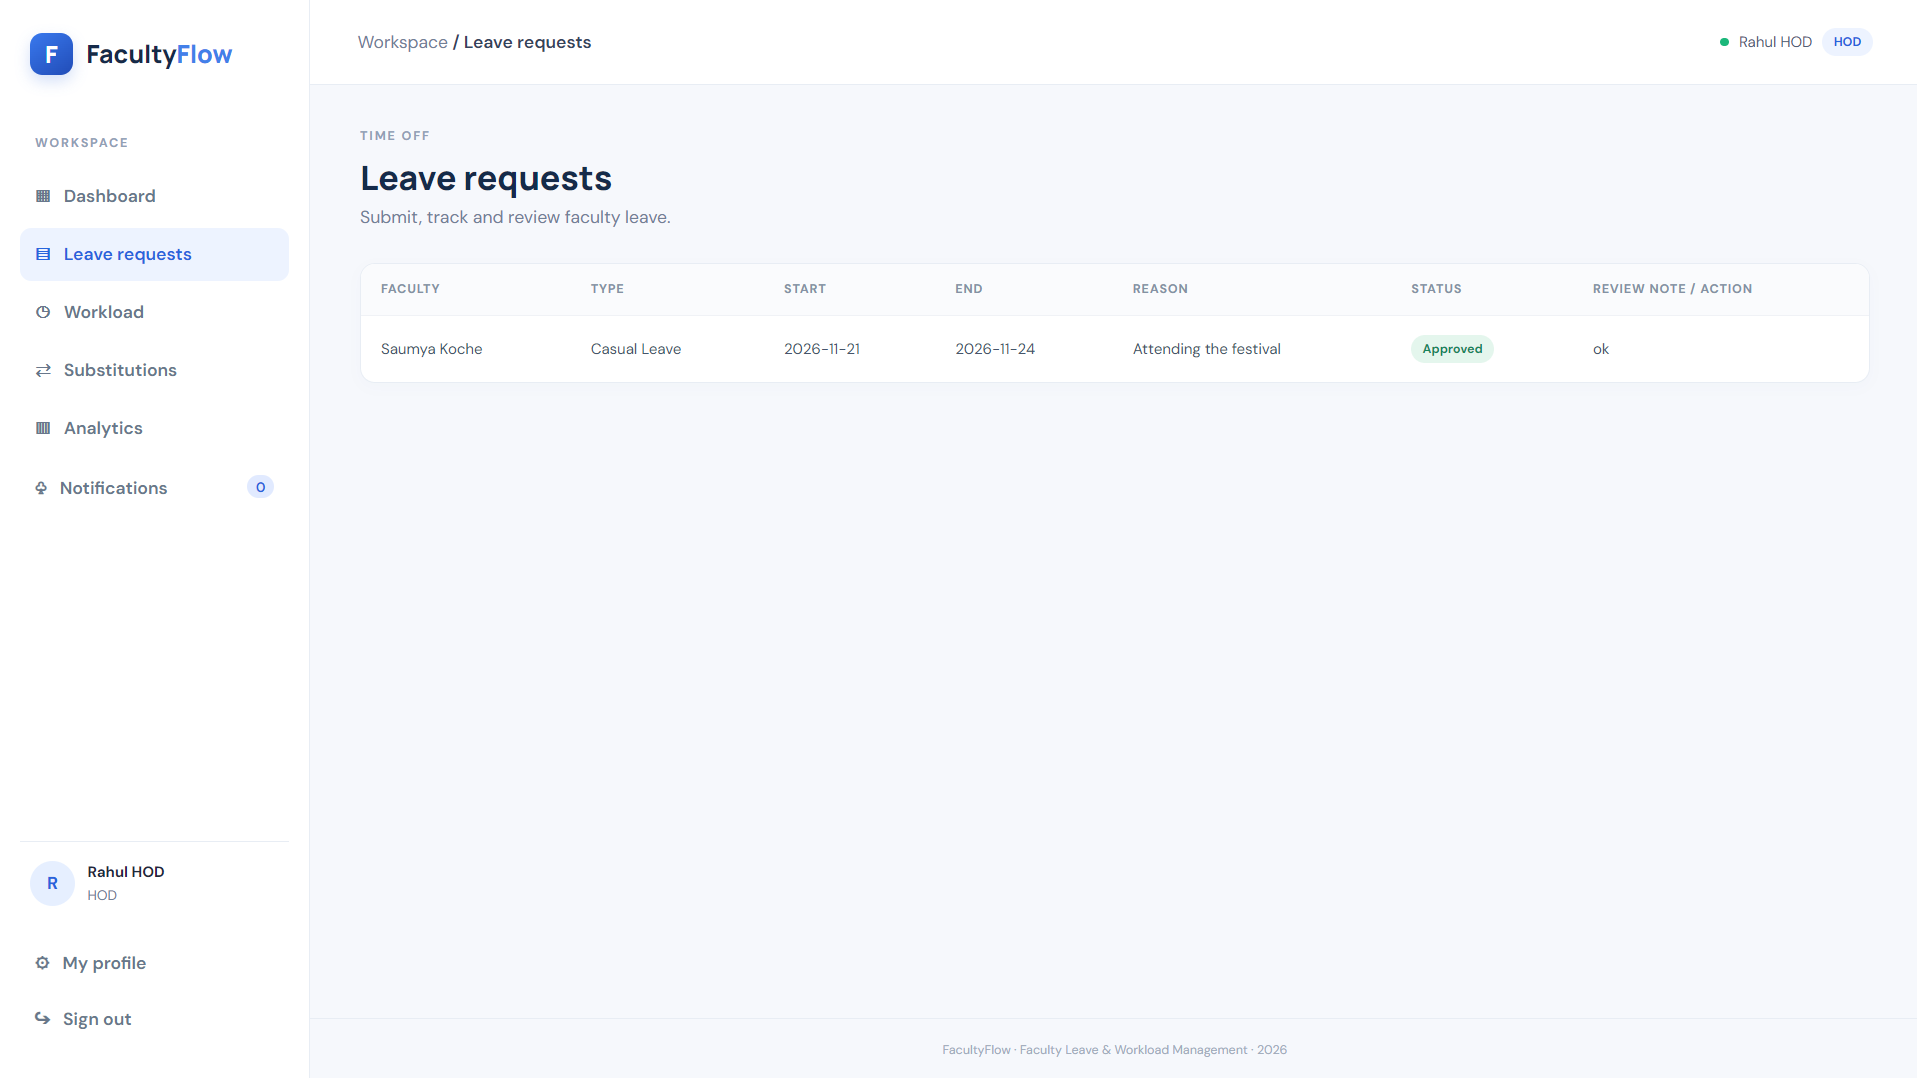 F FacultyFlow
WORKSPACE
Dashboard
Leave requests
Workload
Substitutions
Analytics
Notifications 0
R
Rahul HOD
HOD
My profile
Sign out
Workspace / Leave requests
Rahul HOD HOD
TIME OFF
Leave requests
Submit, track and review faculty leave.
FACULTY TYPE START END REASON STATUS REVIEW NOTE / ACTION
Saumya Koche Casual Leave 2026-11-21 2026-11-24 Attending the festival Approved ok
FacultyFlow · Faculty Leave & Workload Management · 2026